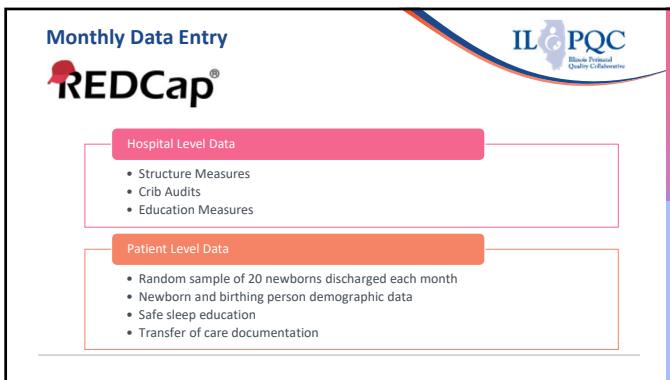 Monthly Data Entry
IL PQC
Illinois Perinatal
Quality Collaborative
REDCap®
Hospital Level Data
• Structure Measures
• Crib Audits
• Education Measures
Patient Level Data
• Random sample of 20 newborns discharged each month
• Newborn and birthing person demographic data
• Safe sleep education
• Transfer of care documentation